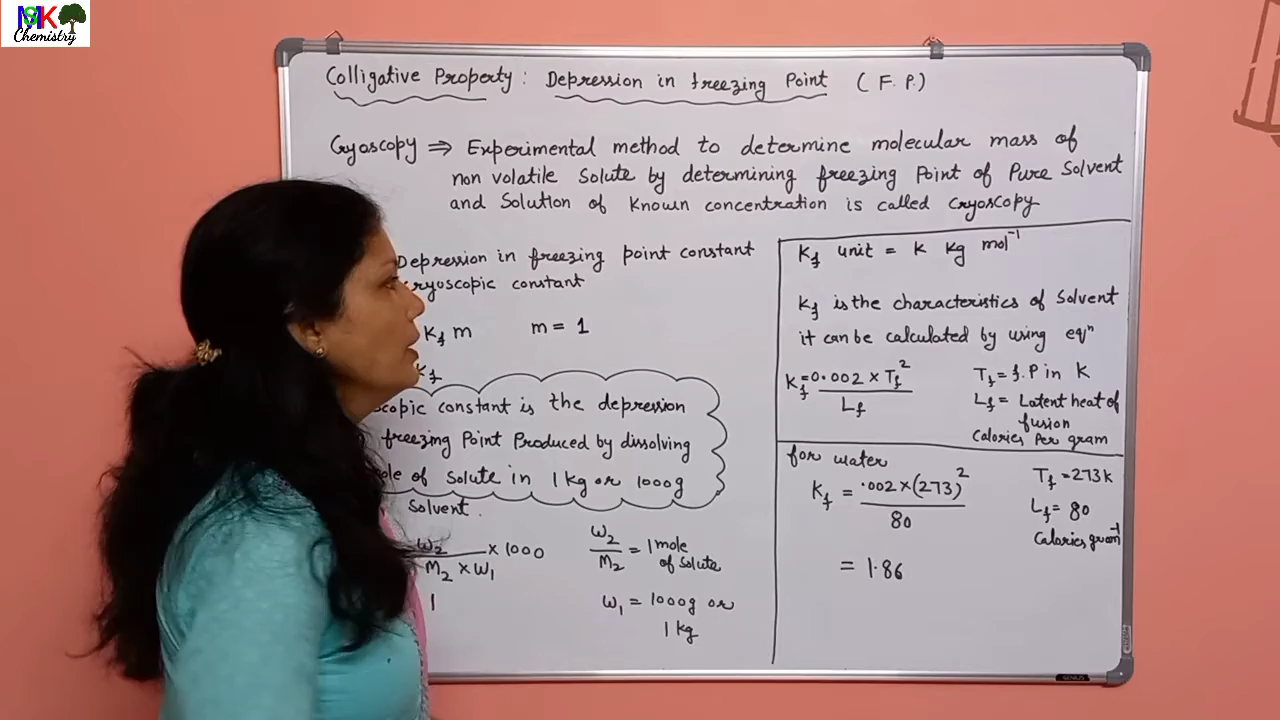 MSK
Chemistry
Colligative Property : Depression in freezing Point ( F. P.)
Cryoscopy ⇒ Experimental method to determine molecular mass of
non volatile Solute by determining freezing Point of Pure Solvent
and Solution of Known concentration is called Cryoscopy
Depression in freezing point constant
cryoscopic constant
Kf m m = 1
Kf
scopic constant is the depression
freezing Point Produced by dissolving
of Solute in 1 Kg or 1000g
Solvent.
w2 / M2 × w1 × 1000
1
w2 / M2 = 1 mole
of Solute
w1 = 1000g or
1 kg
Kf unit = K Kg mol⁻¹
Kf is the characteristics of Solvent
it can be calculated by using eqⁿ
Kf = 0.002 × Tf² / Lf
Tf = f.P in K
Lf = Latent heat of
fusion
Calories Per gram
for water
Kf = .002 × (273)² / 80
= 1.86
Tf = 273K
Lf = 80
Calories gram⁻¹